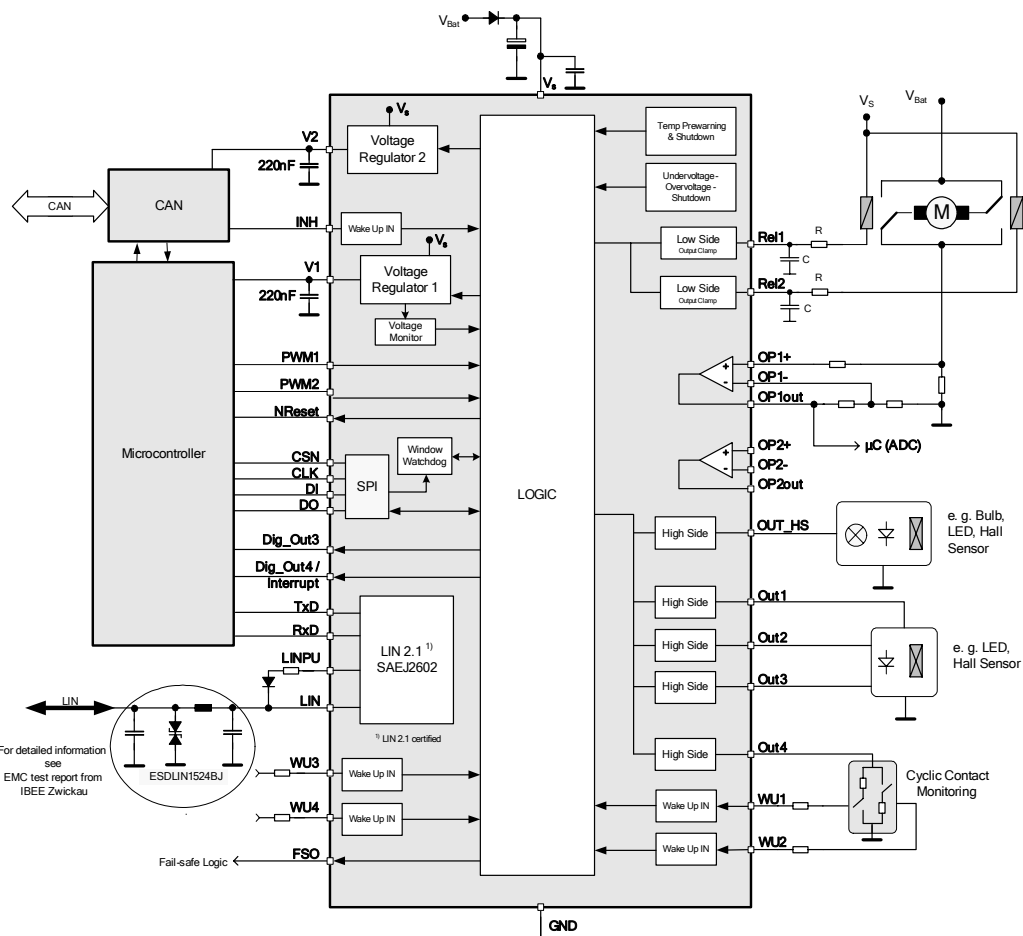 VBat
Vs
Vs
V2
Voltage
Regulator 2
220nF
CAN
CAN
INH
Wake Up IN
Vs
V1
Voltage
Regulator 1
220nF
Voltage
Monitor
PWM1
PWM2
NReset
Microcontroller
CSN
CLK
DI
DO
SPI
Window
Watchdog
Dig_Out3
Dig_Out4 /
Interrupt
TxD
RxD
LIN 2.1 1)
SAEJ2602
LINPU
LIN
LIN
1) LIN 2.1 certified
For detailed information
see
EMC test report from
IBEE Zwickau
ESDLIN1524BJ
WU3
Wake Up IN
WU4
Wake Up IN
Fail-safe Logic
FSO
LOGIC
GND
Temp Prewarning
& Shutdown
Undervoltage-
Overvoltage-
Shutdown
VS
VBat
M
Low Side
Output Clamp
Rel1
R
C
Low Side
Output Clamp
Rel2
R
C
OP1+
OP1-
OP1out
µC (ADC)
OP2+
OP2-
OP2out
High Side
OUT_HS
e. g. Bulb,
LED, Hall
Sensor
High Side
Out1
High Side
Out2
High Side
Out3
e. g. LED,
Hall Sensor
High Side
Out4
Cyclic Contact
Monitoring
Wake Up IN
WU1
Wake Up IN
WU2